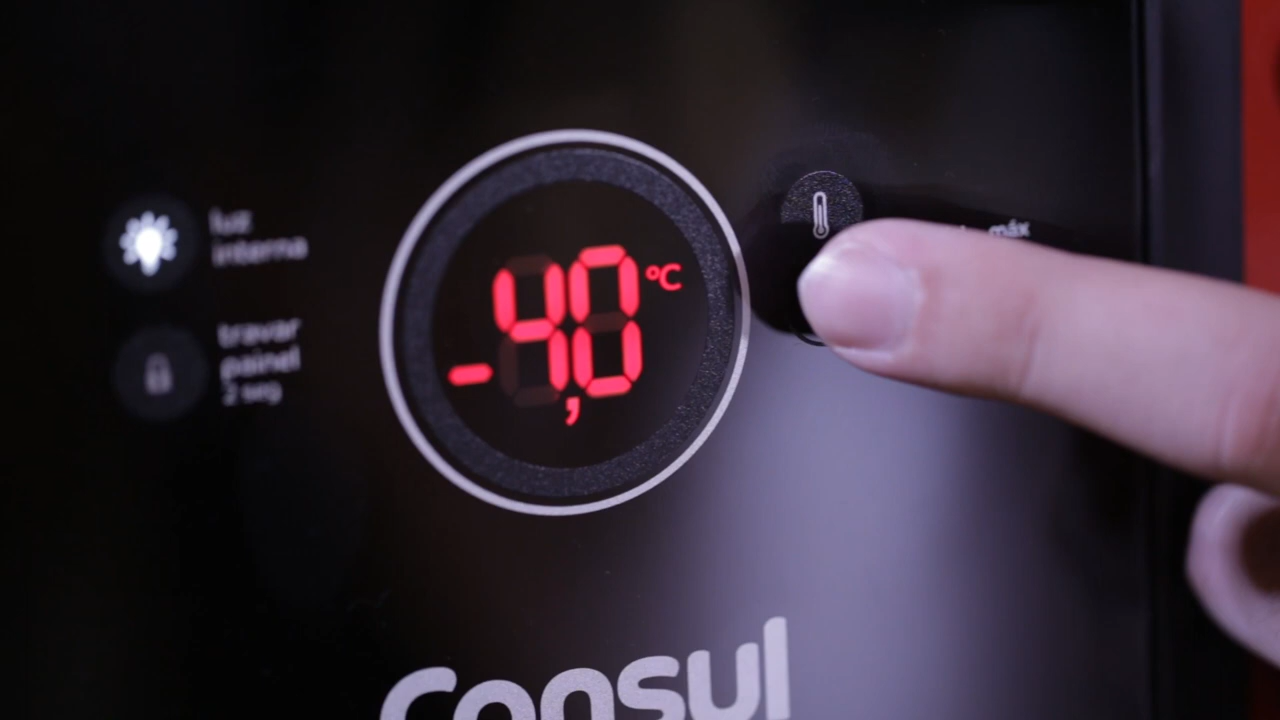 luz
interna
travar
painel
2 seg
-4,0 °C
máx
Consul